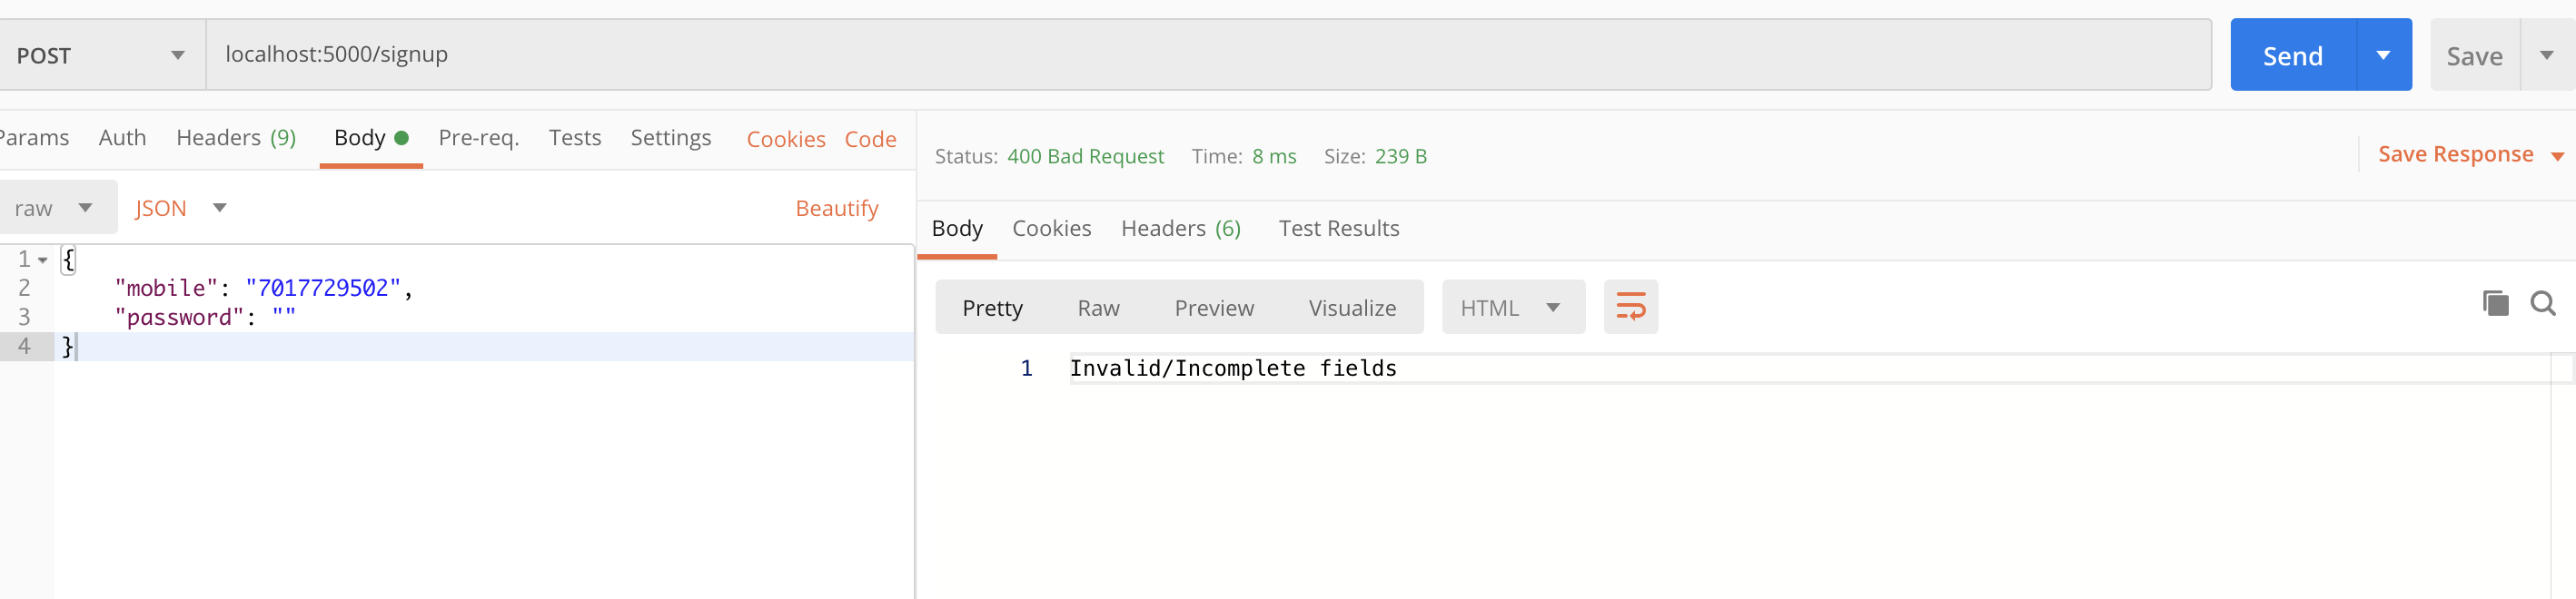 POST localhost:5000/signup Send Save
Params Auth Headers (9) Body Pre-req. Tests Settings Cookies Code
raw JSON Beautify
1 {
2 "mobile": "7017729502",
3 "password": ""
4 }
Status: 400 Bad Request Time: 8 ms Size: 239 B Save Response
Body Cookies Headers (6) Test Results
Pretty Raw Preview Visualize HTML
1 Invalid/Incomplete fields